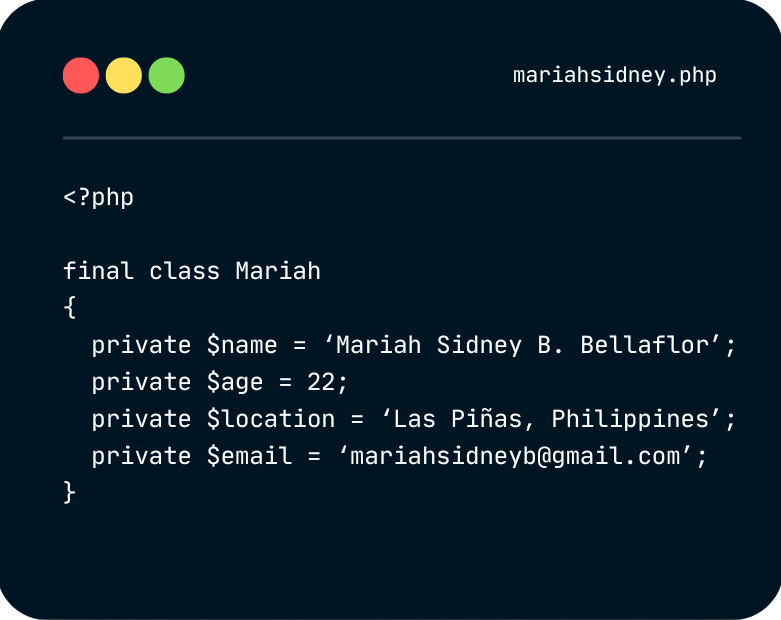 mariahsidney.php
<?php
final class Mariah
{
private $name = ‘Mariah Sidney B. Bellaflor’;
private $age = 22;
private $location = ‘Las Piñas, Philippines’;
private $email = ‘mariahsidneyb@gmail.com’;
}